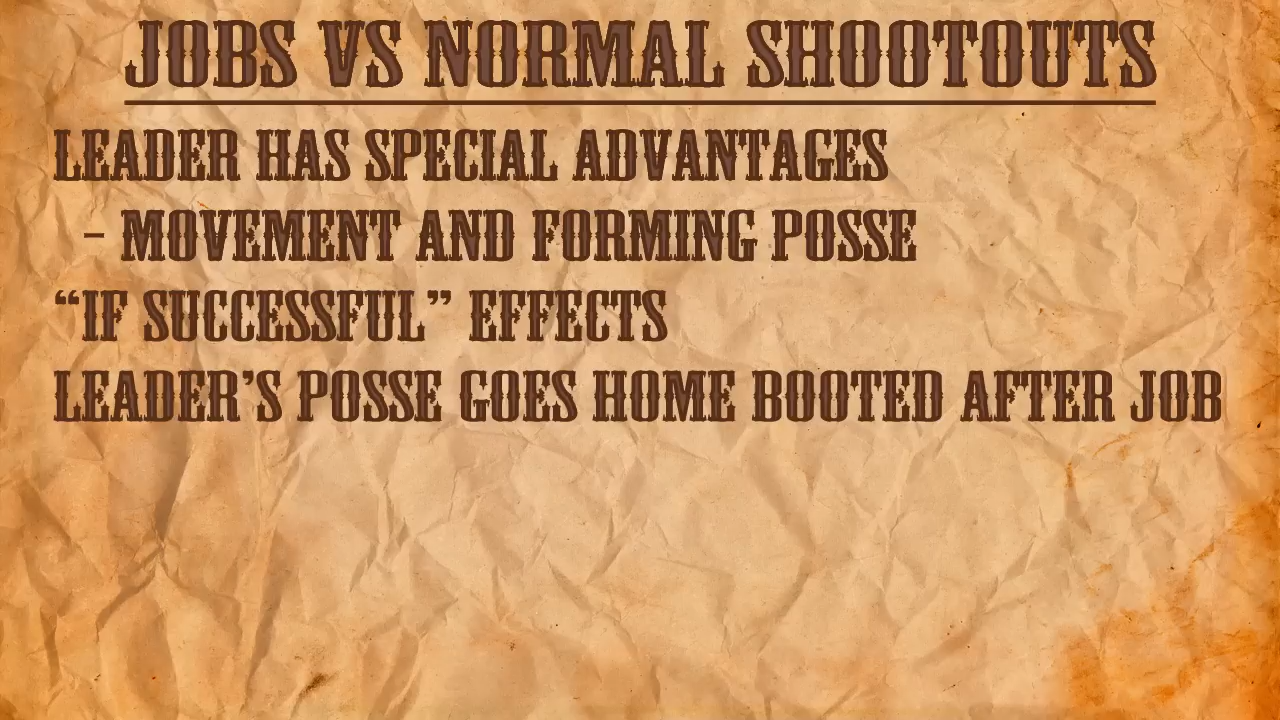 JOBS VS NORMAL SHOOTOUTS
LEADER HAS SPECIAL ADVANTAGES
- MOVEMENT AND FORMING POSSE
“IF SUCCESSFUL” EFFECTS
LEADER’S POSSE GOES HOME BOOTED AFTER JOB